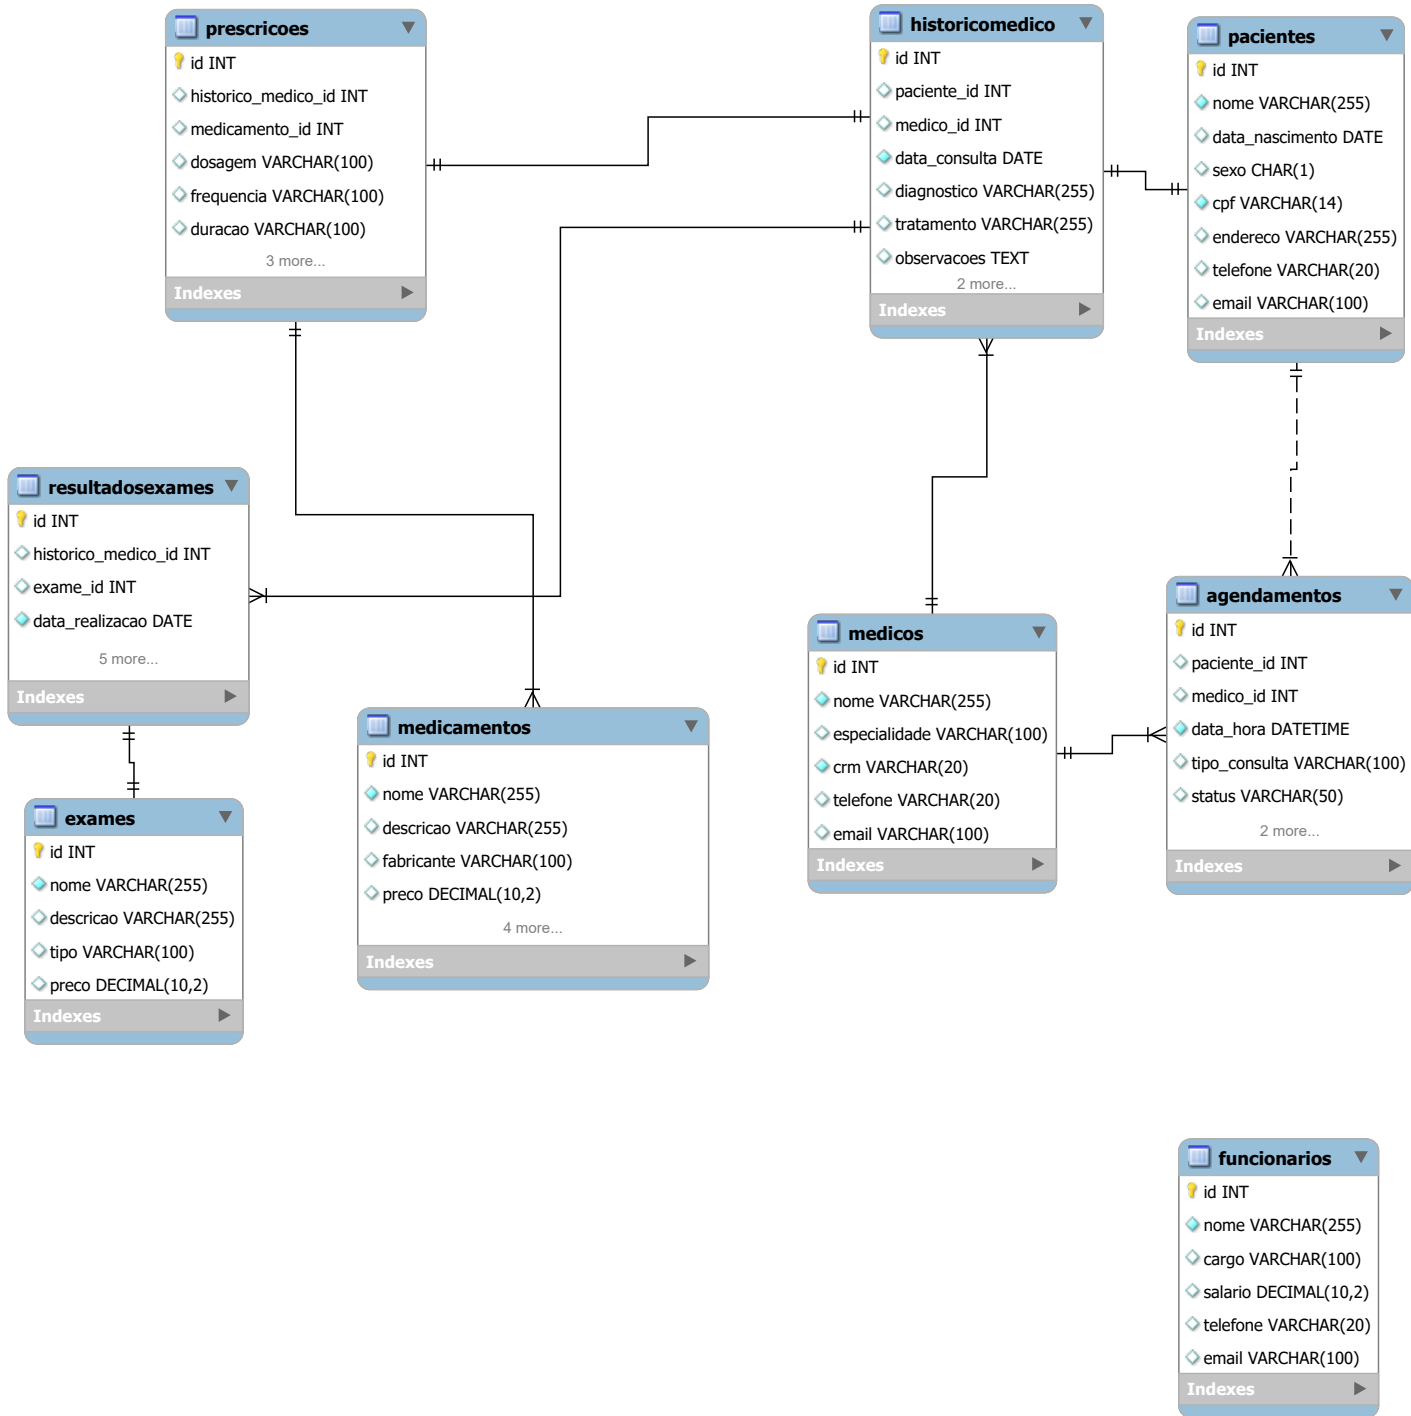 prescricoes
id INT
historico_medico_id INT
medicamento_id INT
dosagem VARCHAR(100)
frequencia VARCHAR(100)
duracao VARCHAR(100)
3 more...
Indexes
historicomedico
id INT
paciente_id INT
medico_id INT
data_consulta DATE
diagnostico VARCHAR(255)
tratamento VARCHAR(255)
observacoes TEXT
2 more...
Indexes
pacientes
id INT
nome VARCHAR(255)
data_nascimento DATE
sexo CHAR(1)
cpf VARCHAR(14)
endereco VARCHAR(255)
telefone VARCHAR(20)
email VARCHAR(100)
Indexes
resultadosexames
id INT
historico_medico_id INT
exame_id INT
data_realizacao DATE
5 more...
Indexes
exames
id INT
nome VARCHAR(255)
descricao VARCHAR(255)
tipo VARCHAR(100)
preco DECIMAL(10,2)
Indexes
medicamentos
id INT
nome VARCHAR(255)
descricao VARCHAR(255)
fabricante VARCHAR(100)
preco DECIMAL(10,2)
4 more...
Indexes
medicos
id INT
nome VARCHAR(255)
especialidade VARCHAR(100)
crm VARCHAR(20)
telefone VARCHAR(20)
email VARCHAR(100)
Indexes
agendamentos
id INT
paciente_id INT
medico_id INT
data_hora DATETIME
tipo_consulta VARCHAR(100)
status VARCHAR(50)
2 more...
Indexes
funcionarios
id INT
nome VARCHAR(255)
cargo VARCHAR(100)
salario DECIMAL(10,2)
telefone VARCHAR(20)
email VARCHAR(100)
Indexes